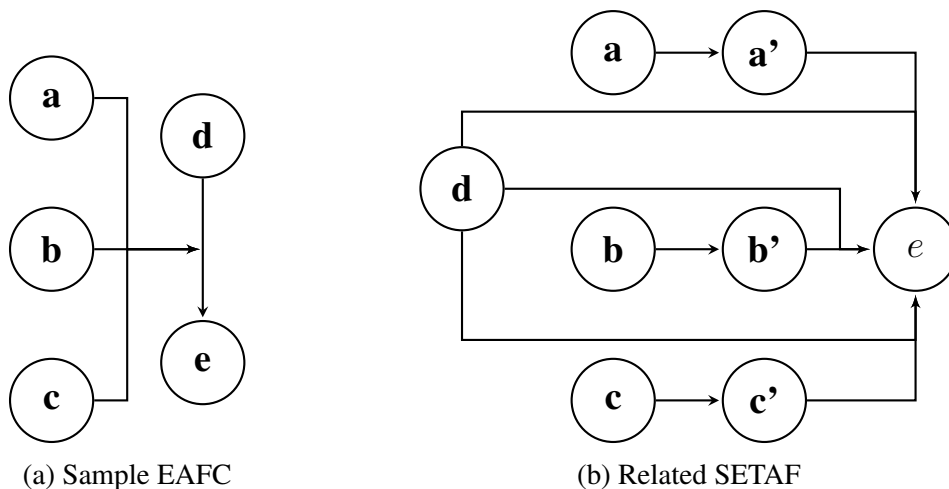 a
d
b
e
c
(a) Sample EAFC
a a’
d
b b’ e
c c’
(b) Related SETAF